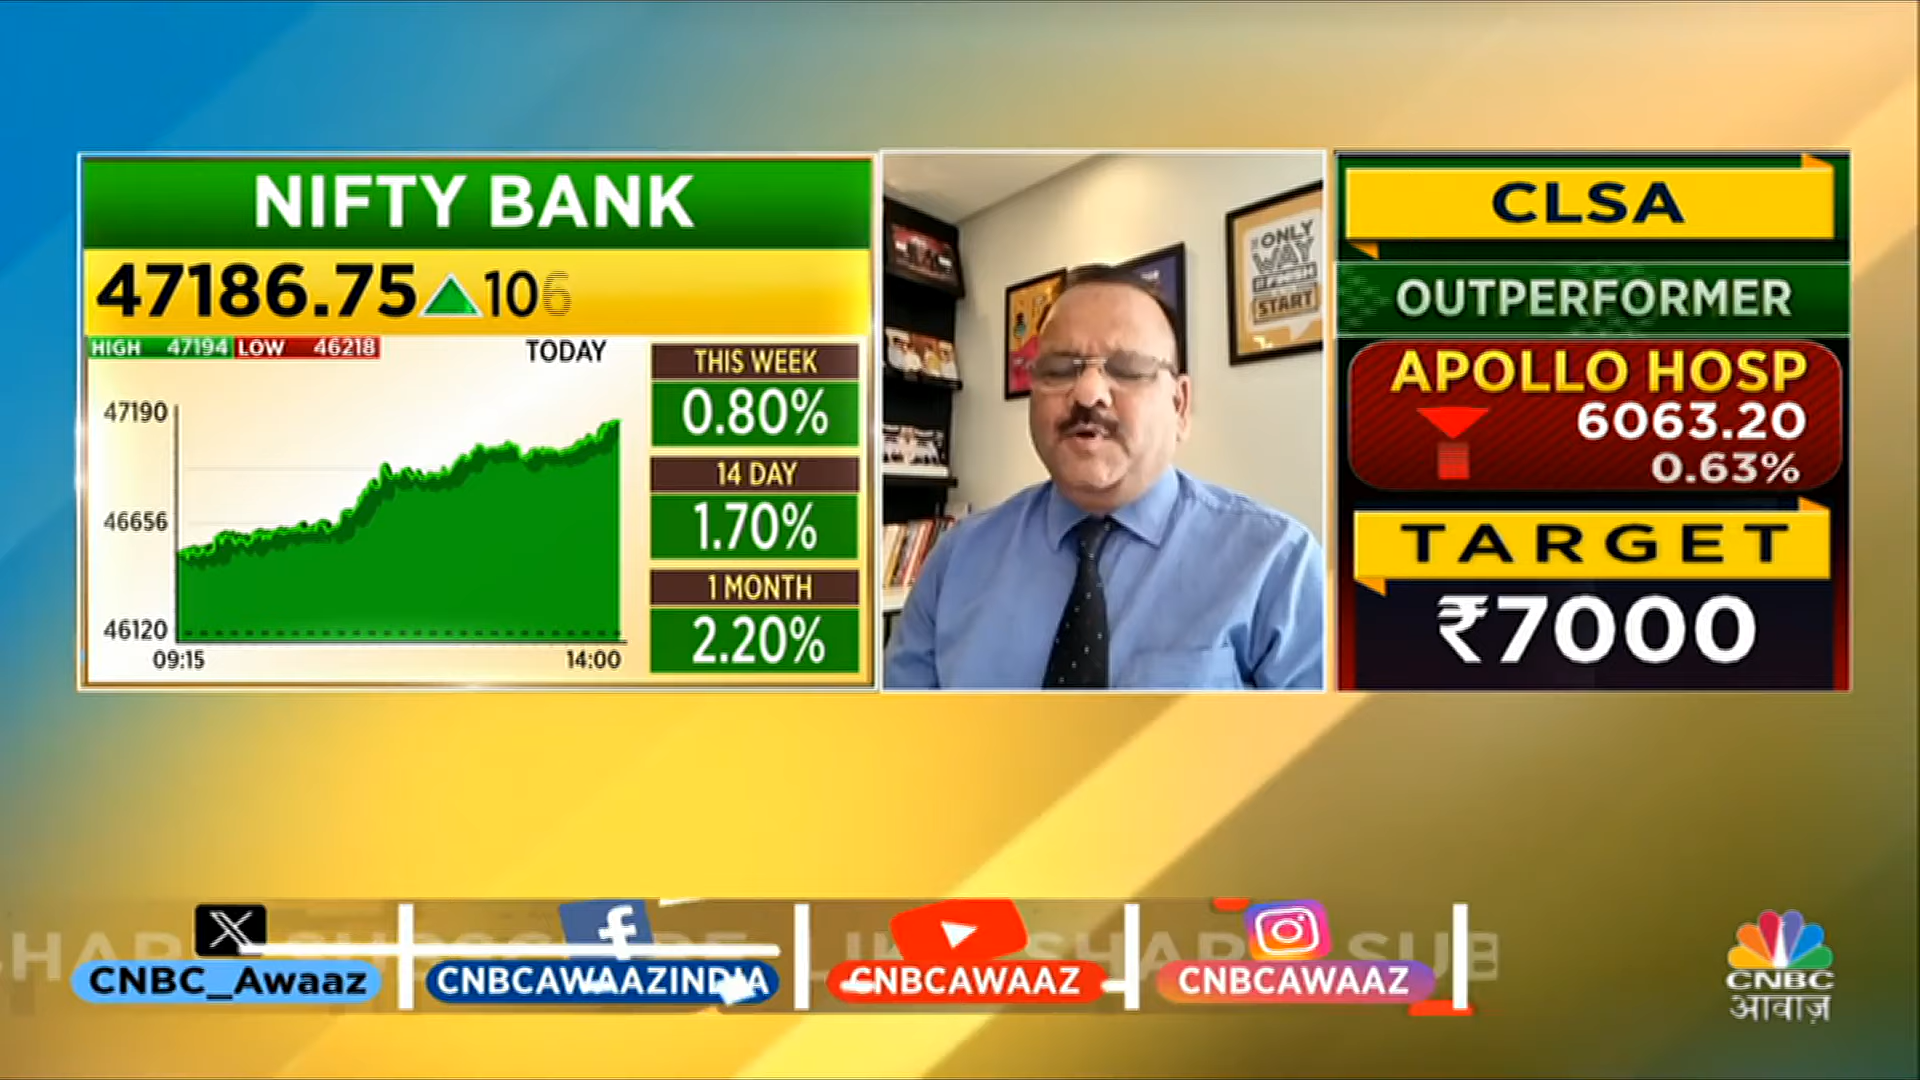 NIFTY BANK
47186.75 106
HIGH 47194 LOW 46218
TODAY
47190
46656
46120
09:15
14:00
THIS WEEK
0.80%
14 DAY
1.70%
1 MONTH
2.20%
ONLY
WAY
START
CLSA
OUTPERFORMER
APOLLO HOSP
6063.20
0.63%
TARGET
₹7000
CNBC_Awaaz
CNBCAWAAZINDIA
CNBCAWAAZ
CNBCAWAAZ
CNBC
आवाज़